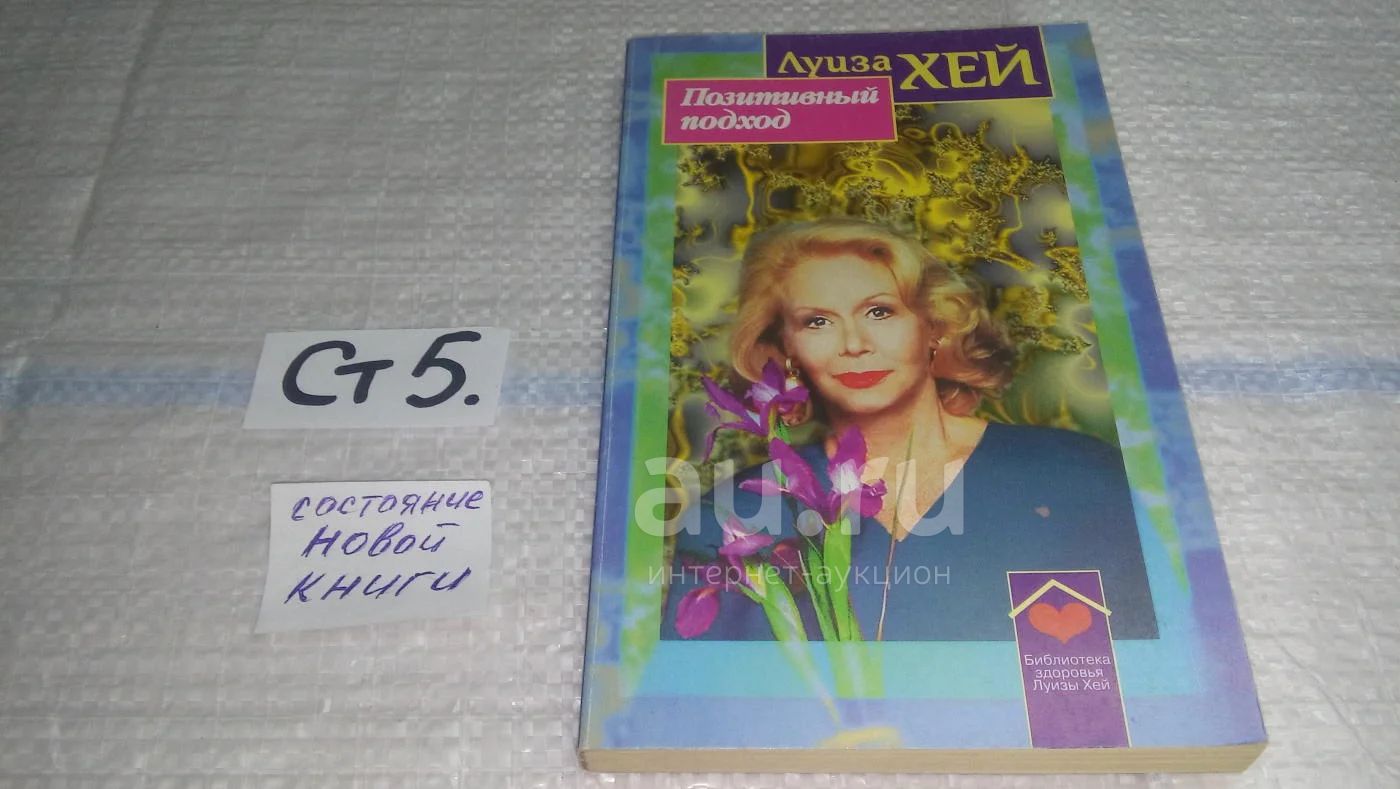 Луиза ХЕЙ
Позитивный
подход
Ст 5.
состояние
новой
книги
au.ru
интернет-аукцион
Библиотека
здоровья
Луизы Хей